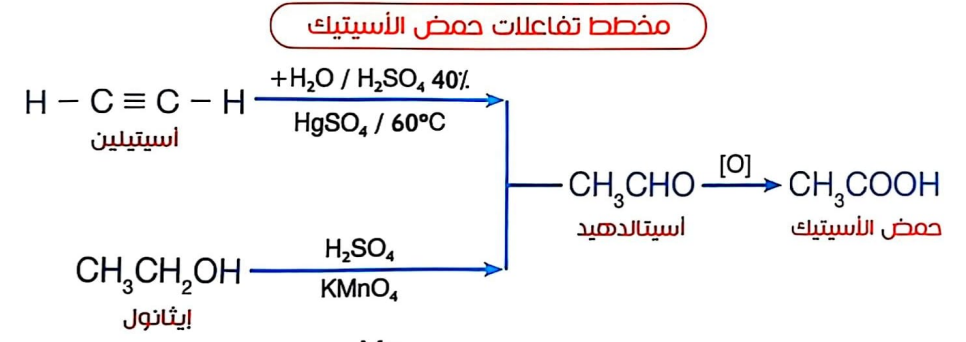 مخطط تفاعلات حمض الأسيتيك
H – C ≡ C – H
أسيتيلين
+H₂O / H₂SO₄ 40٪
HgSO₄ / 60°C
CH₃CH₂OH
إيثانول
H₂SO₄
KMnO₄
CH₃CHO
أسيتالدهيد
[O]
CH₃COOH
حمض الأسيتيك